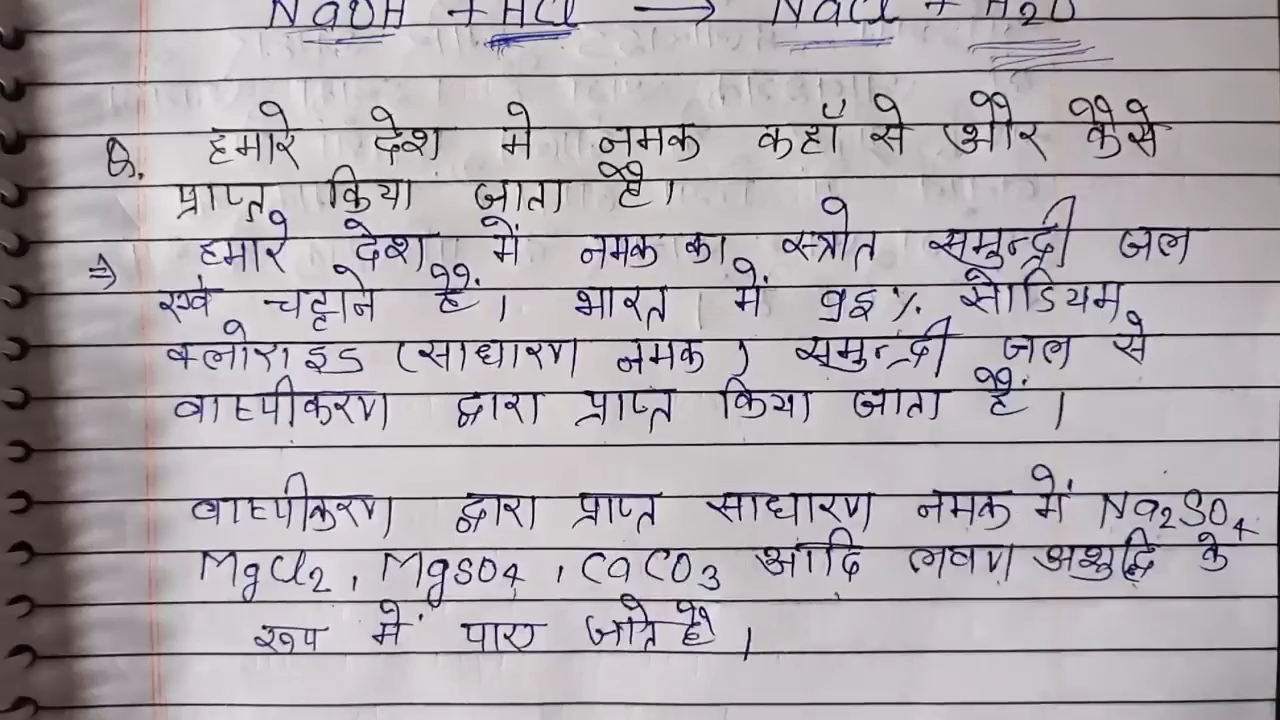 NaOH + HCl → NaCl + H2O
Q. हमारे देश मे नमक कहाँ से और कैसे
प्राप्त किया जाता है।
⇒ हमारे देश में नमक का स्त्रोत समुन्द्री जल
एवं चट्टाने हैं। भारत में 95% सोडियम
क्लोराइड (साधारण नमक) समुन्द्री जल से
वाष्पीकरण द्वारा प्राप्त किया जाता है।
वाष्पीकरण द्वारा प्राप्त साधारण नमक में Na2SO4
MgCl2, MgSO4, CaCO3 आदि लवण अशुद्धि के
रूप में पाए जाते है।